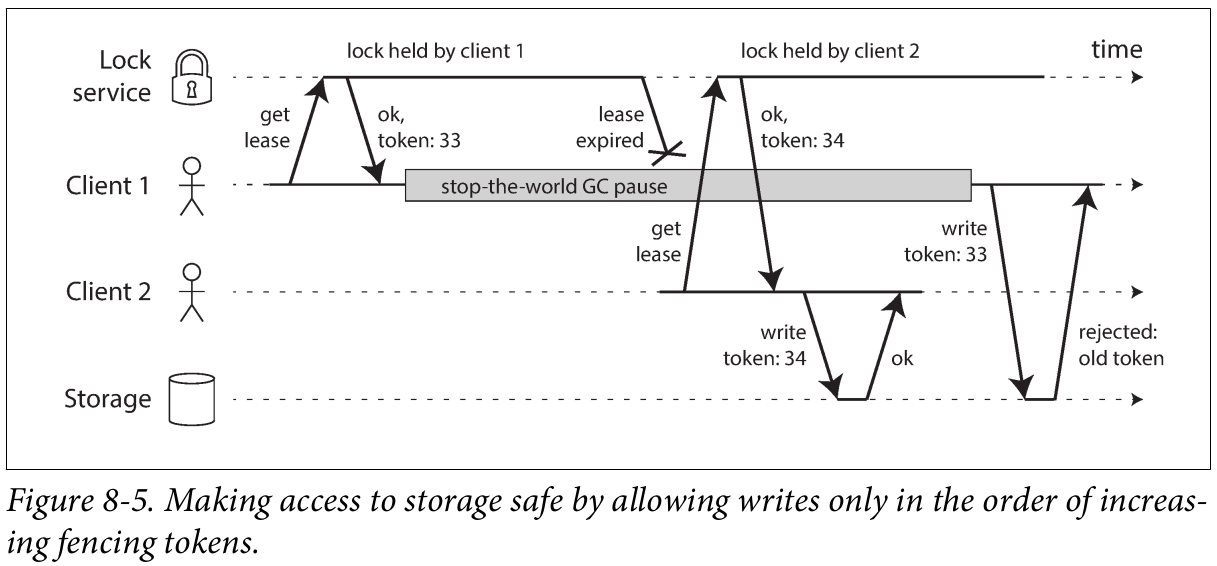 lock held by client 1
lock held by client 2
time
Lock
service
get
lease
ok,
token: 33
lease
expired
ok,
token: 34
Client 1
stop-the-world GC pause
get
lease
write
token: 33
Client 2
write
token: 34
ok
rejected:
old token
Storage
Figure 8-5. Making access to storage safe by allowing writes only in the order of increas-
ing fencing tokens.